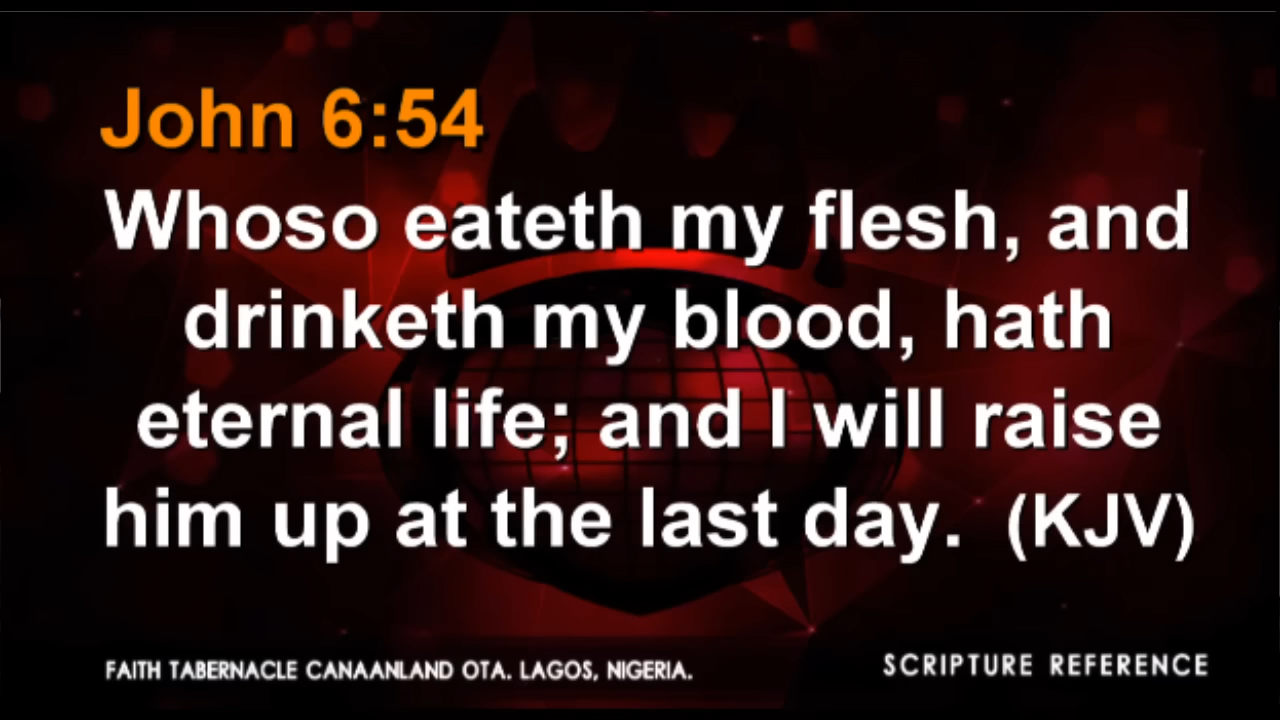 John 6:54
Whoso eateth my flesh, and
drinketh my blood, hath
eternal life; and I will raise
him up at the last day.  (KJV)
FAITH TABERNACLE CANAANLAND OTA. LAGOS, NIGERIA.
SCRIPTURE REFERENCE